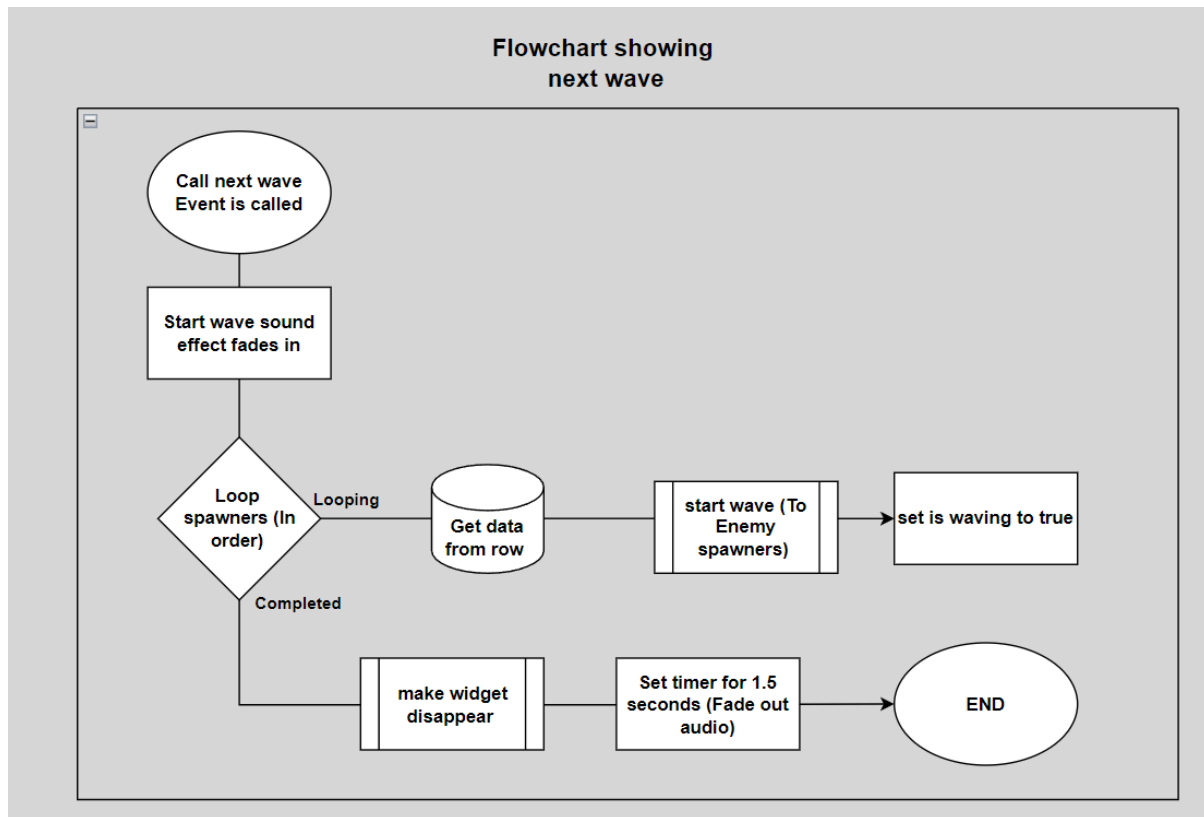 Flowchart showing
next wave
Call next wave
Event is called
Start wave sound
effect fades in
Loop
spawners (In
order)
Looping
Get data
from row
start wave (To
Enemy
spawners)
set is waving to true
Completed
make widget
disappear
Set timer for 1.5
seconds (Fade out
audio)
END